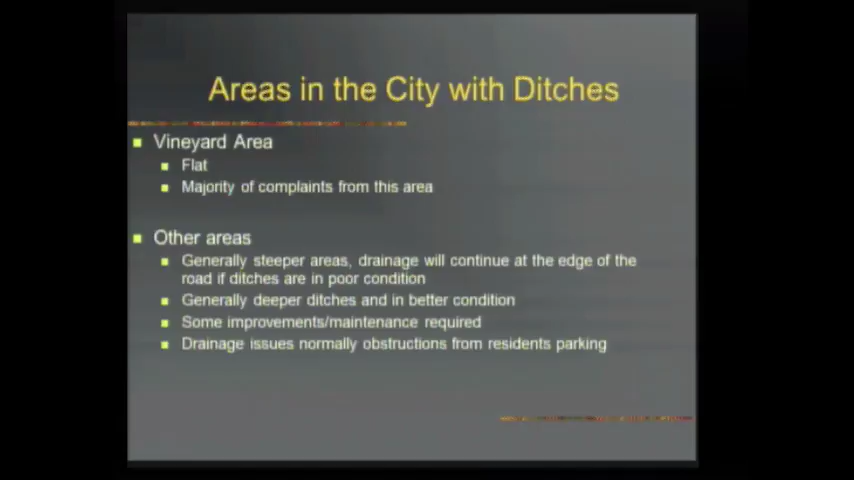 Areas in the City with Ditches
Vineyard Area
Flat
Majority of complaints from this area
Other areas
Generally steeper areas, drainage will continue at the edge of the
road if ditches are in poor condition
Generally deeper ditches and in better condition
Some improvements/maintenance required
Drainage issues normally obstructions from residents parking